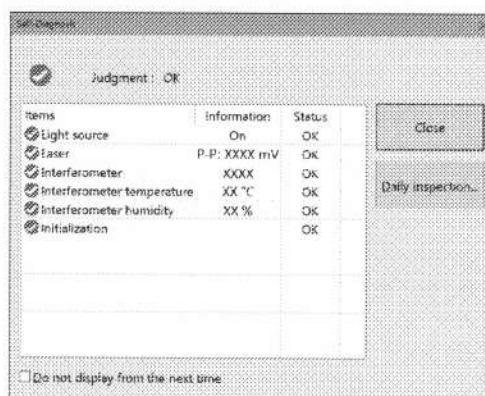 Self-Diagnosis
Judgment : OK
Items Information Status
Light source On OK
Laser P-P: XXXX mV OK
Interferometer XXXX OK
Interferometer temperature XX °C OK
Interferometer humidity XX % OK
Initialization OK
Close
Daily inspection...
Do not display from the next time